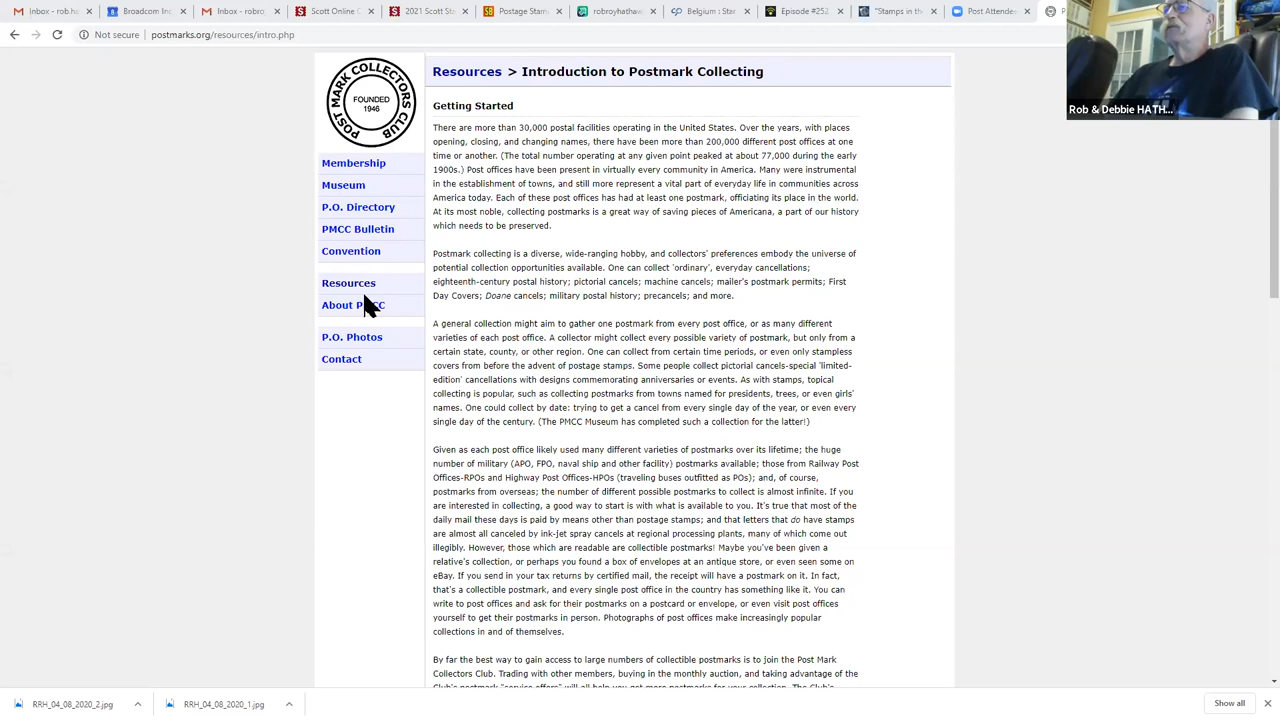 Inbox - rob.ha
Broadcom Inc
Inbox - robro
Scott Online C
2021 Scott Sta
Postage Stam
robroyhathaw
Belgium : Star
Episode #252
"Stamps in the
Post Attendee
Not secure | postmarks.org/resources/intro.php
Rob & Debbie HATH...
POST MARK COLLECTORS CLUB
FOUNDED
1946
Membership
Museum
P.O. Directory
PMCC Bulletin
Convention
Resources
About P CC
P.O. Photos
Contact
Resources > Introduction to Postmark Collecting
Getting Started
There are more than 30,000 postal facilities operating in the United States. Over the years, with places
opening, closing, and changing names, there have been more than 200,000 different post offices at one
time or another. (The total number operating at any given point peaked at about 77,000 during the early
1900s.) Post offices have been present in virtually every community in America. Many were instrumental
in the establishment of towns, and still more represent a vital part of everyday life in communities across
America today. Each of these post offices has had at least one postmark, officiating its place in the world.
At its most noble, collecting postmarks is a great way of saving pieces of Americana, a part of our history
which needs to be preserved.
Postmark collecting is a diverse, wide-ranging hobby, and collectors' preferences embody the universe of
potential collection opportunities available. One can collect 'ordinary', everyday cancellations;
eighteenth-century postal history; pictorial cancels; machine cancels; mailer's postmark permits; First
Day Covers; Doane cancels; military postal history; precancels; and more.
A general collection might aim to gather one postmark from every post office, or as many different
varieties of each post office. A collector might collect every possible variety of postmark, but only from a
certain state, county, or other region. One can collect from certain time periods, or even only stampless
covers from before the advent of postage stamps. Some people collect pictorial cancels-special 'limited-
edition' cancellations with designs commemorating anniversaries or events. As with stamps, topical
collecting is popular, such as collecting postmarks from towns named for presidents, trees, or even girls'
names. One could collect by date: trying to get a cancel from every single day of the year, or even every
single day of the century. (The PMCC Museum has completed such a collection for the latter!)
Given as each post office likely used many different varieties of postmarks over its lifetime; the huge
number of military (APO, FPO, naval ship and other facility) postmarks available; those from Railway Post
Offices-RPOs and Highway Post Offices-HPOs (traveling buses outfitted as POs); and, of course,
postmarks from overseas; the number of different possible postmarks to collect is almost infinite. If you
are interested in collecting, a good way to start is with what is available to you. It's true that most of the
daily mail these days is paid by means other than postage stamps; and that letters that do have stamps
are almost all canceled by ink-jet spray cancels at regional processing plants, many of which come out
illegibly. However, those which are readable are collectible postmarks! Maybe you've been given a
relative's collection, or perhaps you found a box of envelopes at an antique store, or even seen some on
eBay. If you send in your tax returns by certified mail, the receipt will have a postmark on it. In fact,
that's a collectible postmark, and every single post office in the country has something like it. You can
write to post offices and ask for their postmarks on a postcard or envelope, or even visit post offices
yourself to get their postmarks in person. Photographs of post offices make increasingly popular
collections in and of themselves.
By far the best way to gain access to large numbers of collectible postmarks is to join the Post Mark
Collectors Club. Trading with other members, buying in the monthly auction, and taking advantage of the
RRH_04_08_2020_2.jpg
RRH_04_08_2020_1.jpg
Show all